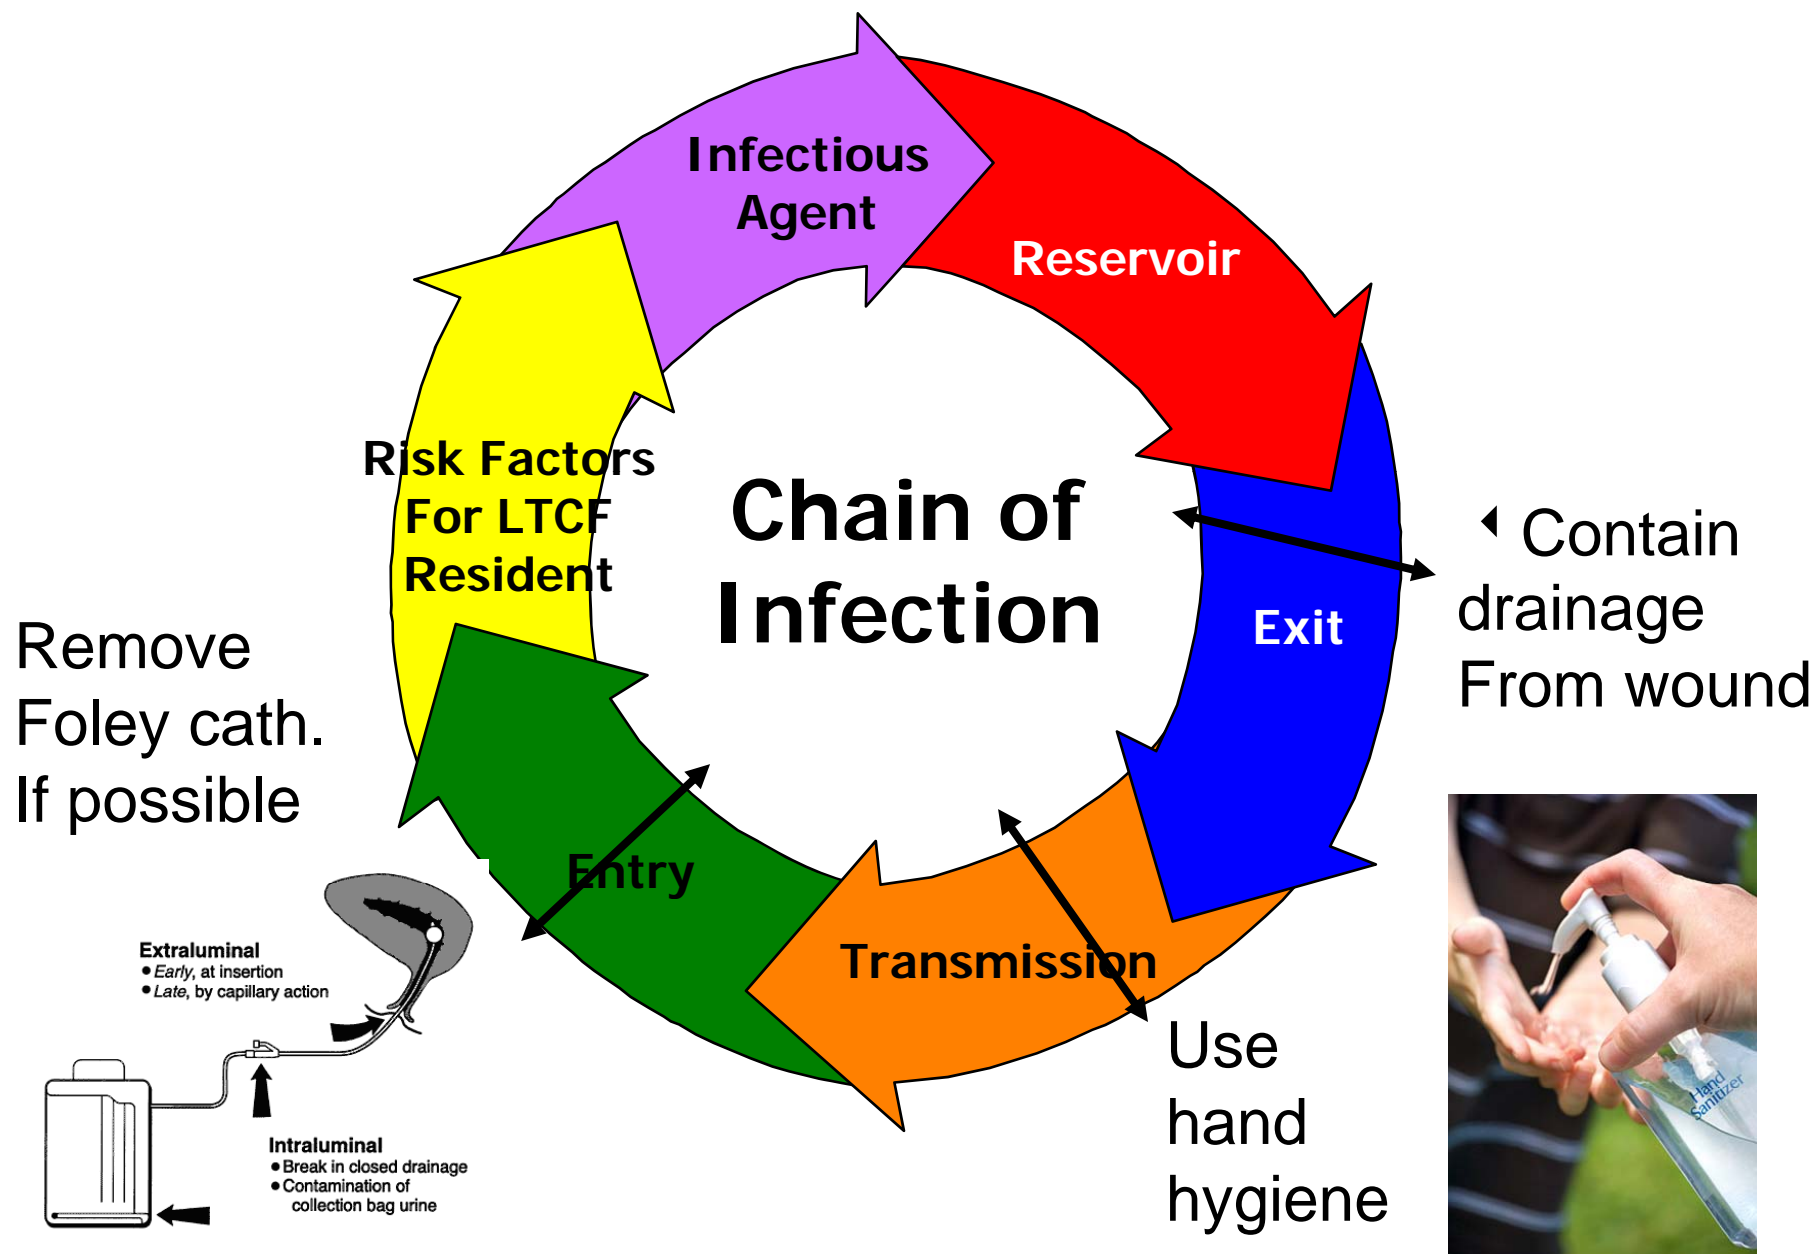 Infectious
Agent
Reservoir
Risk Factors
For LTCF
Resident
Chain of
Infection
Exit
Contain
drainage
From wound
Remove
Foley cath.
If possible
Entry
Transmission
Extraluminal
• Early, at insertion
• Late, by capillary action
Intraluminal
• Break in closed drainage
• Contamination of
collection bag urine
Use
hand
hygiene
Hand
Sanitizer